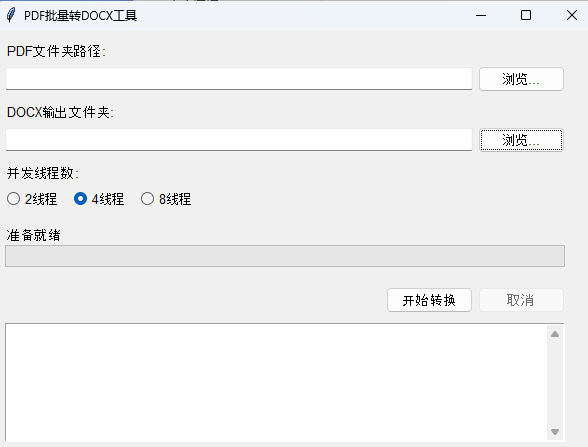 PDF批量转DOCX工具
PDF文件夹路径:
浏览...
DOCX输出文件夹:
浏览...
并发线程数:
2线程 4线程 8线程
准备就绪
开始转换 取消